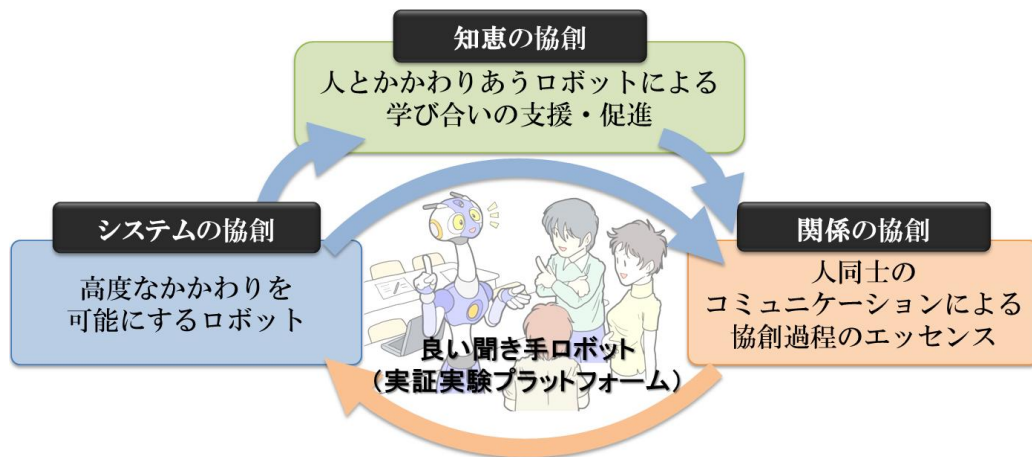 知恵の協創
人とかかわりあうロボットによる
学び合いの支援・促進
システムの協創
高度なかかわりを
可能にするロボット
関係の協創
人同士の
コミュニケーションによる
協創過程のエッセンス
良い聞き手ロボット
（実証実験プラットフォーム）